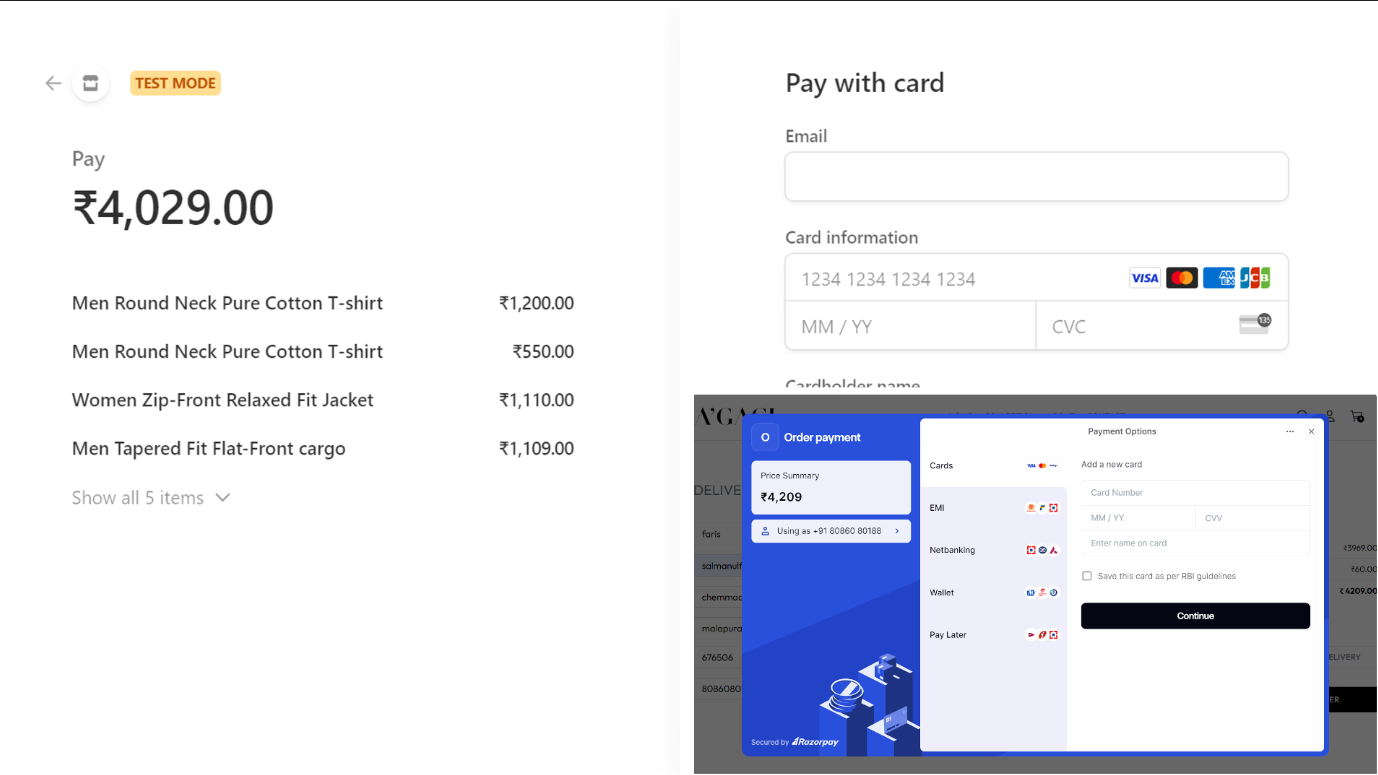 TEST MODE
Pay
₹4,029.00
Men Round Neck Pure Cotton T-shirt ₹1,200.00
Men Round Neck Pure Cotton T-shirt ₹550.00
Women Zip-Front Relaxed Fit Jacket ₹1,110.00
Men Tapered Fit Flat-Front cargo ₹1,109.00
Show all 5 items
Pay with card
Email
Card information
1234 1234 1234 1234 VISA AMEX JCB
MM / YY CVC 135
Cardholder name
O Order payment
Price Summary
₹4,209
Using as +91 80860 80188
Secured by Razorpay
Payment Options
Cards
EMI
Netbanking
Wallet
Pay Later
Add a new card
Card Number
MM / YY CVV
Enter name on card
Save this card as per RBI guidelines
Continue
DELIVE
faris
salmanulf
chemmad
malapura
676506
8086080
₹3969.00
₹60.00
₹ 4209.00
ELIVERY
ER